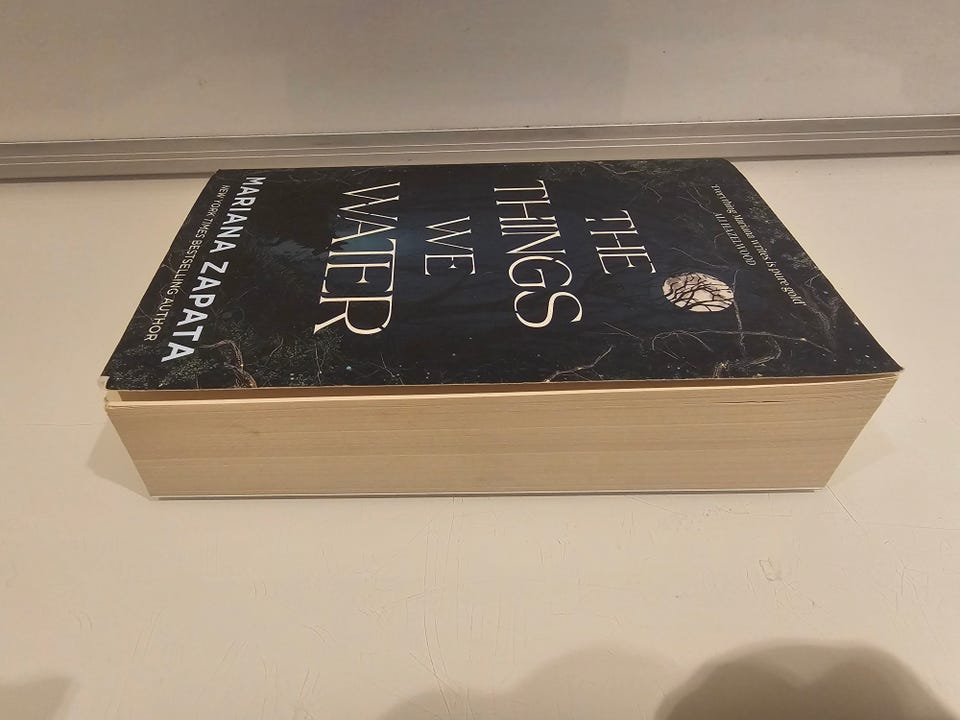 'Everything Mariana writes is pure gold'
ALI HAZELWOOD
THE
THINGS
WE
WATER
MARIANA ZAPATA
NEW YORK TIMES BESTSELLING AUTHOR